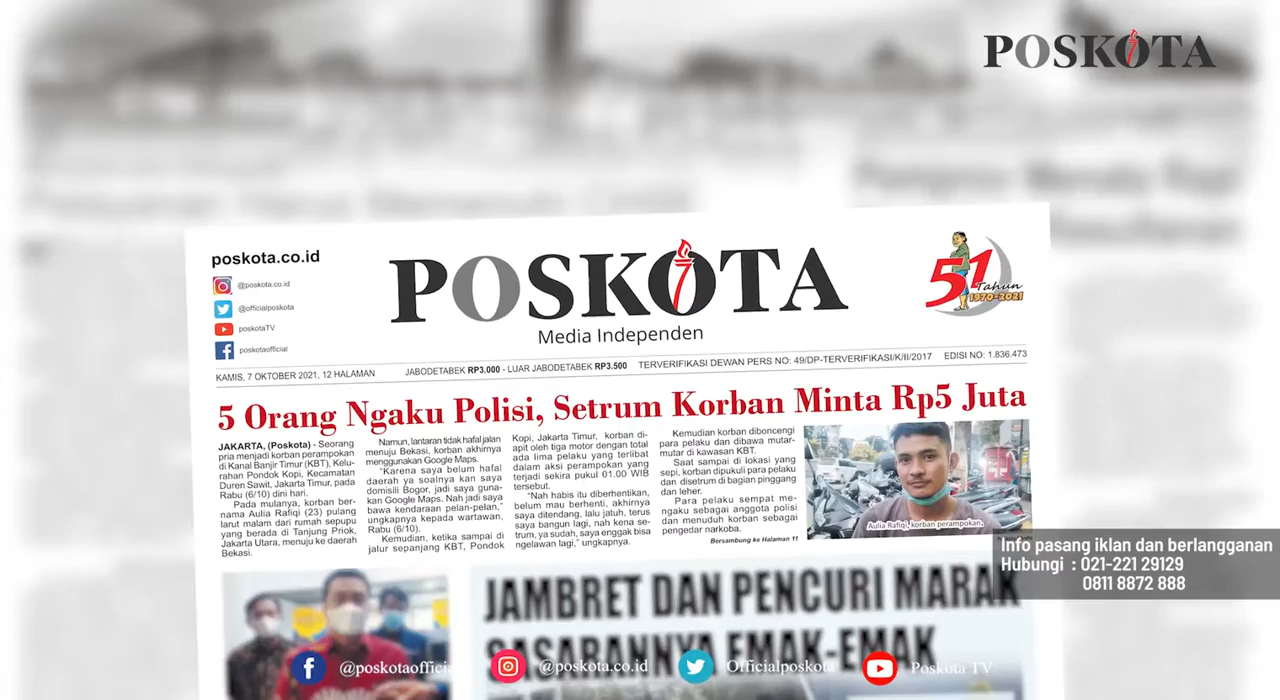 POSKOTA
poskota.co.id
@poskota.co.id
@officialposkota
poskotaTV
poskotaofficial
POSKOTA
Media Independen
51
Tahun
1970-2021
KAMIS, 7 OKTOBER 2021, 12 HALAMAN
JABODETABEK RP3.000 - LUAR JABODETABEK RP3.500
TERVERIFIKASI DEWAN PERS NO: 49/DP-TERVERIFIKASI/K/II/2017
EDISI NO: 1.836.473
5 Orang Ngaku Polisi, Setrum Korban Minta Rp5 Juta
JAKARTA, (Poskota) - Seorang
pria menjadi korban perampokan
di Kanal Banjir Timur (KBT), Kelu-
rahan Pondok Kopi, Kecamatan
Duren Sawit, Jakarta Timur, pada
Rabu (6/10) dini hari.
Pada mulanya, korban ber-
nama Aulia Rafiqi (23) pulang
larut malam dari rumah sepupu
yang berada di Tanjung Priok,
Jakarta Utara, menuju ke daerah
Bekasi.
Namun, lantaran tidak hafal jalan
menuju Bekasi, korban akhirnya
menggunakan Google Maps.
"Karena saya belum hafal
daerah ya soalnya kan saya
domisili Bogor, jadi saya guna-
kan Google Maps. Nah jadi saya
bawa kendaraan pelan-pelan,"
ungkapnya kepada wartawan,
Rabu (6/10).
Kemudian, ketika sampai di
jalur sepanjang KBT, Pondok
Kopi, Jakarta Timur, korban di-
apit oleh tiga motor dengan total
ada lima pelaku yang terlibat
dalam aksi perampokan yang
terjadi sekira pukul 01.00 WIB
tersebut.
"Nah habis itu diberhentikan,
belum mau berhenti, akhirnya
saya ditendang, lalu jatuh, terus
saya bangun lagi, nah kena se-
trum, ya sudah, saya enggak bisa
ngelawan lagi," ungkapnya.
Kemudian korban diboncengi
para pelaku dan dibawa mutar-
mutar di kawasan KBT.
Saat sampai di lokasi yang
sepi, korban dipukuli para pelaku
dan disetrum di bagian pinggang
dan leher.
Para pelaku sempat me-
ngaku sebagai anggota polisi
dan menuduh korban sebagai
pengedar narkoba.
Bersambung ke Halaman 11
Aulia Rafiqi, korban perampokan.
Info pasang iklan dan berlangganan
Hubungi : 021-221 29129
0811 8872 888
JAMBRET DAN PENCURI MARAK
SASARANNYA EMAK-EMAK
@poskotaofficia
@poskota.co.id
Officialposkota
Poskota TV